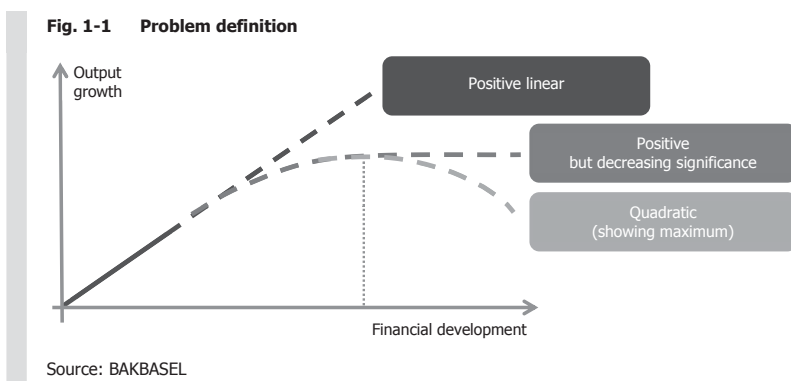 Fig. 1-1 Problem definition
Output
growth
Positive linear
Positive
but decreasing significance
Quadratic
(showing maximum)
Financial development
Source: BAKBASEL